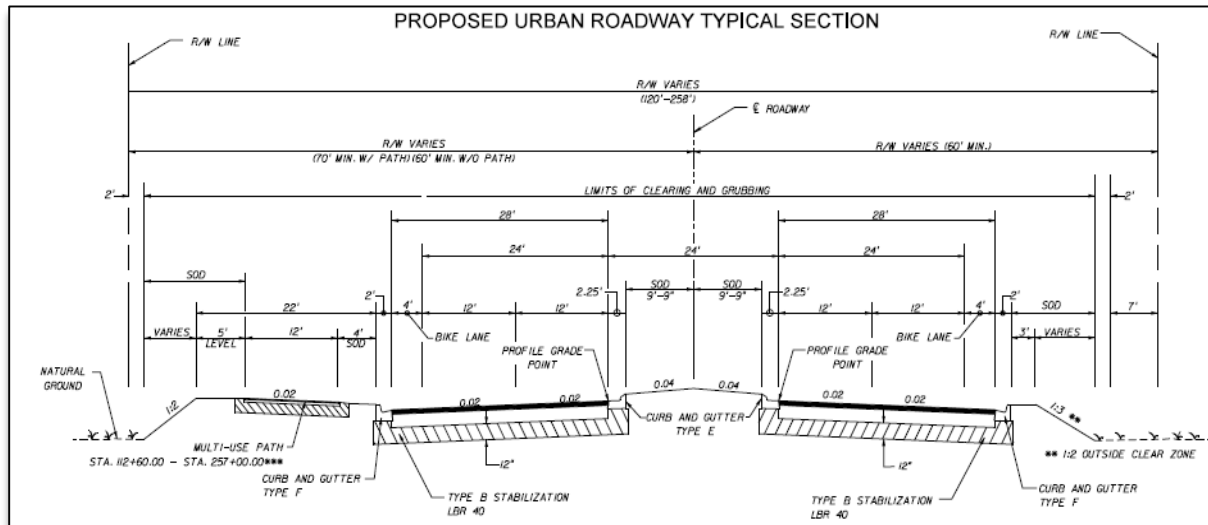 PROPOSED URBAN ROADWAY TYPICAL SECTION
R/W LINE
R/W LINE
R/W VARIES
(120'-258')
℄ ROADWAY
R/W VARIES
(70' MIN. W/ PATH)(60' MIN. W/O PATH)
R/W VARIES (60' MIN.)
2'
LIMITS OF CLEARING AND GRUBBING
2'
28'
28'
24'
24'
24'
SOD
2'
SOD
9'-9"
SOD
9'-9"
2.25'
2.25'
2'
SOD
22'
4'
12'
12'
12'
12'
4'
7'
VARIES
5'
LEVEL
12'
4'
SOD
BIKE LANE
BIKE LANE
3'
VARIES
PROFILE GRADE
POINT
PROFILE GRADE
POINT
NATURAL
GROUND
1:2
0.02
0.02
0.02
0.04
0.04
0.02
0.02
1:3 **
MULTI-USE PATH
STA. 112+60.00 - STA. 257+00.00***
CURB AND GUTTER
TYPE E
** 1:2 OUTSIDE CLEAR ZONE
12"
12"
CURB AND GUTTER
TYPE F
CURB AND GUTTER
TYPE F
TYPE B STABILIZATION
LBR 40
TYPE B STABILIZATION
LBR 40